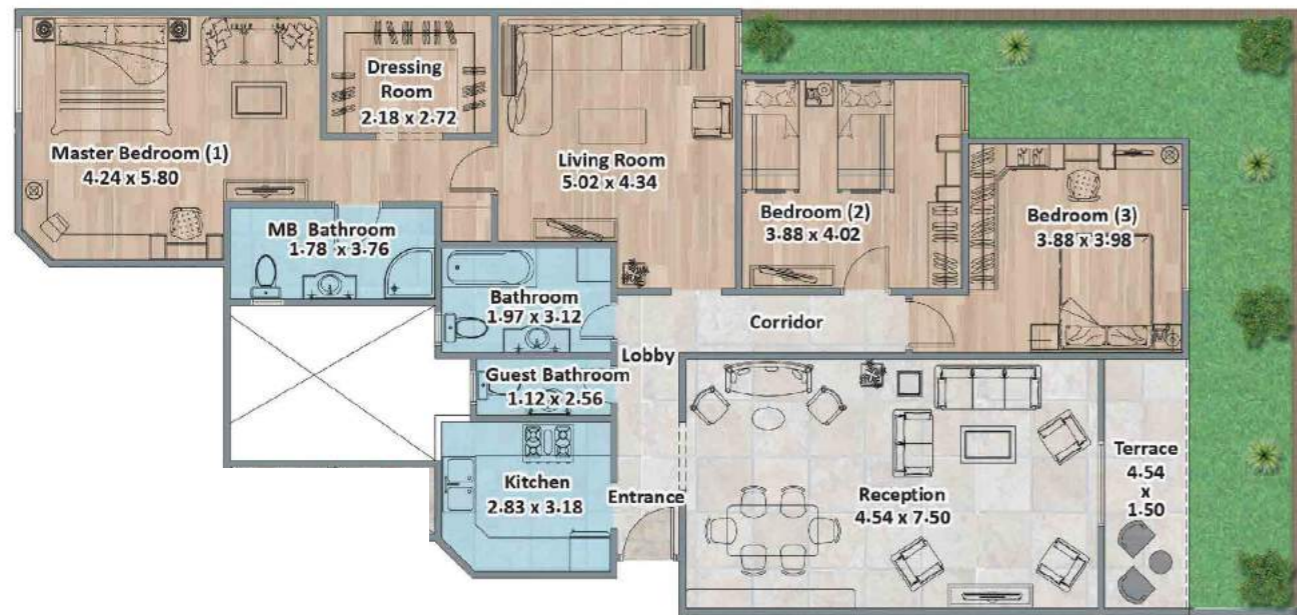 Dressing
Room
2.18 x 2.72
Master Bedroom (1)
4.24 x 5.80
Living Room
5.02 x 4.34
Bedroom (2)
3.88 x 4.02
Bedroom (3)
3.88 x 3.98
MB Bathroom
1.78 x 3.76
Bathroom
1.97 x 3.12
Corridor
Lobby
Guest Bathroom
1.12 x 2.56
Kitchen
2.83 x 3.18
Entrance
Reception
4.54 x 7.50
Terrace
4.54
x
1.50